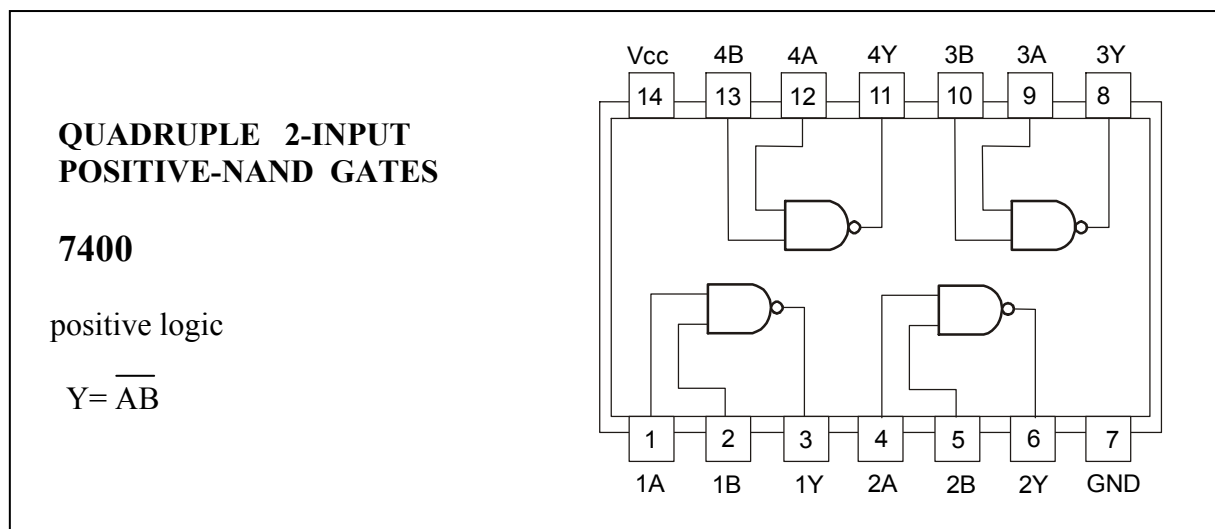 QUADRUPLE 2-INPUT
POSITIVE-NAND GATES
7400
positive logic
Y= A̅B̅
Vcc 4B 4A 4Y 3B 3A 3Y
14 13 12 11 10 9 8
1 2 3 4 5 6 7
1A 1B 1Y 2A 2B 2Y GND